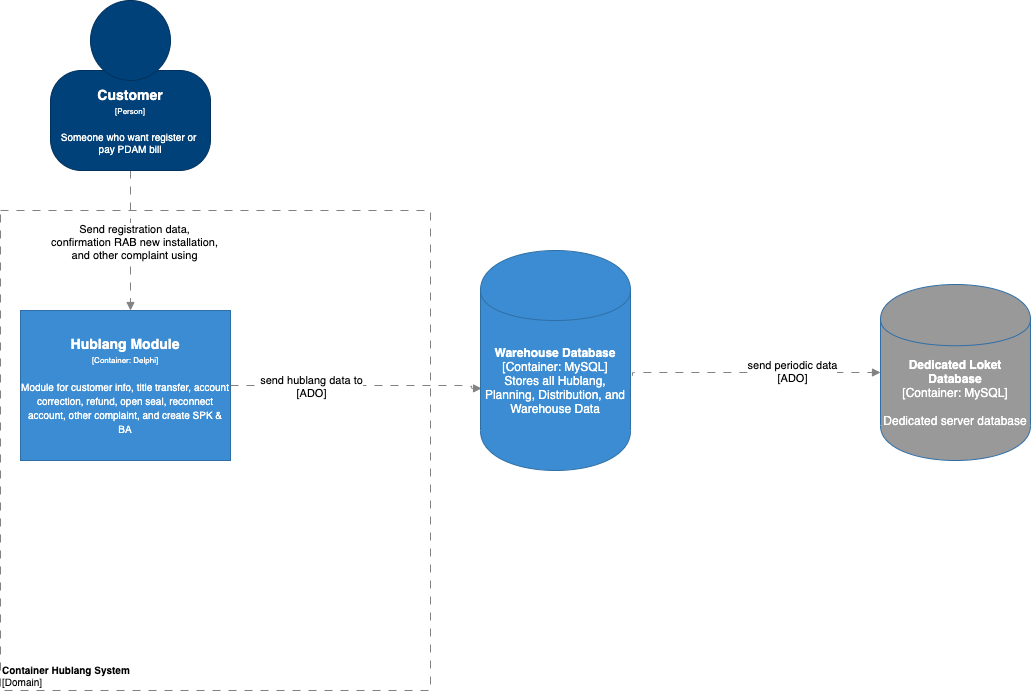 Customer
[Person]
Someone who want register or
pay PDAM bill
Send registration data,
confirmation RAB new installation,
and other complaint using
Hublang Module
[Container: Delphi]
Module for customer info, title transfer, account
correction, refund, open seal, reconnect
account, other complaint, and create SPK &
BA
send hublang data to
[ADO]
Warehouse Database
[Container: MySQL]
Stores all Hublang,
Planning, Distribution, and
Warehouse Data
send periodic data
[ADO]
Dedicated Loket
Database
[Container: MySQL]
Dedicated server database
Container Hublang System
[Domain]